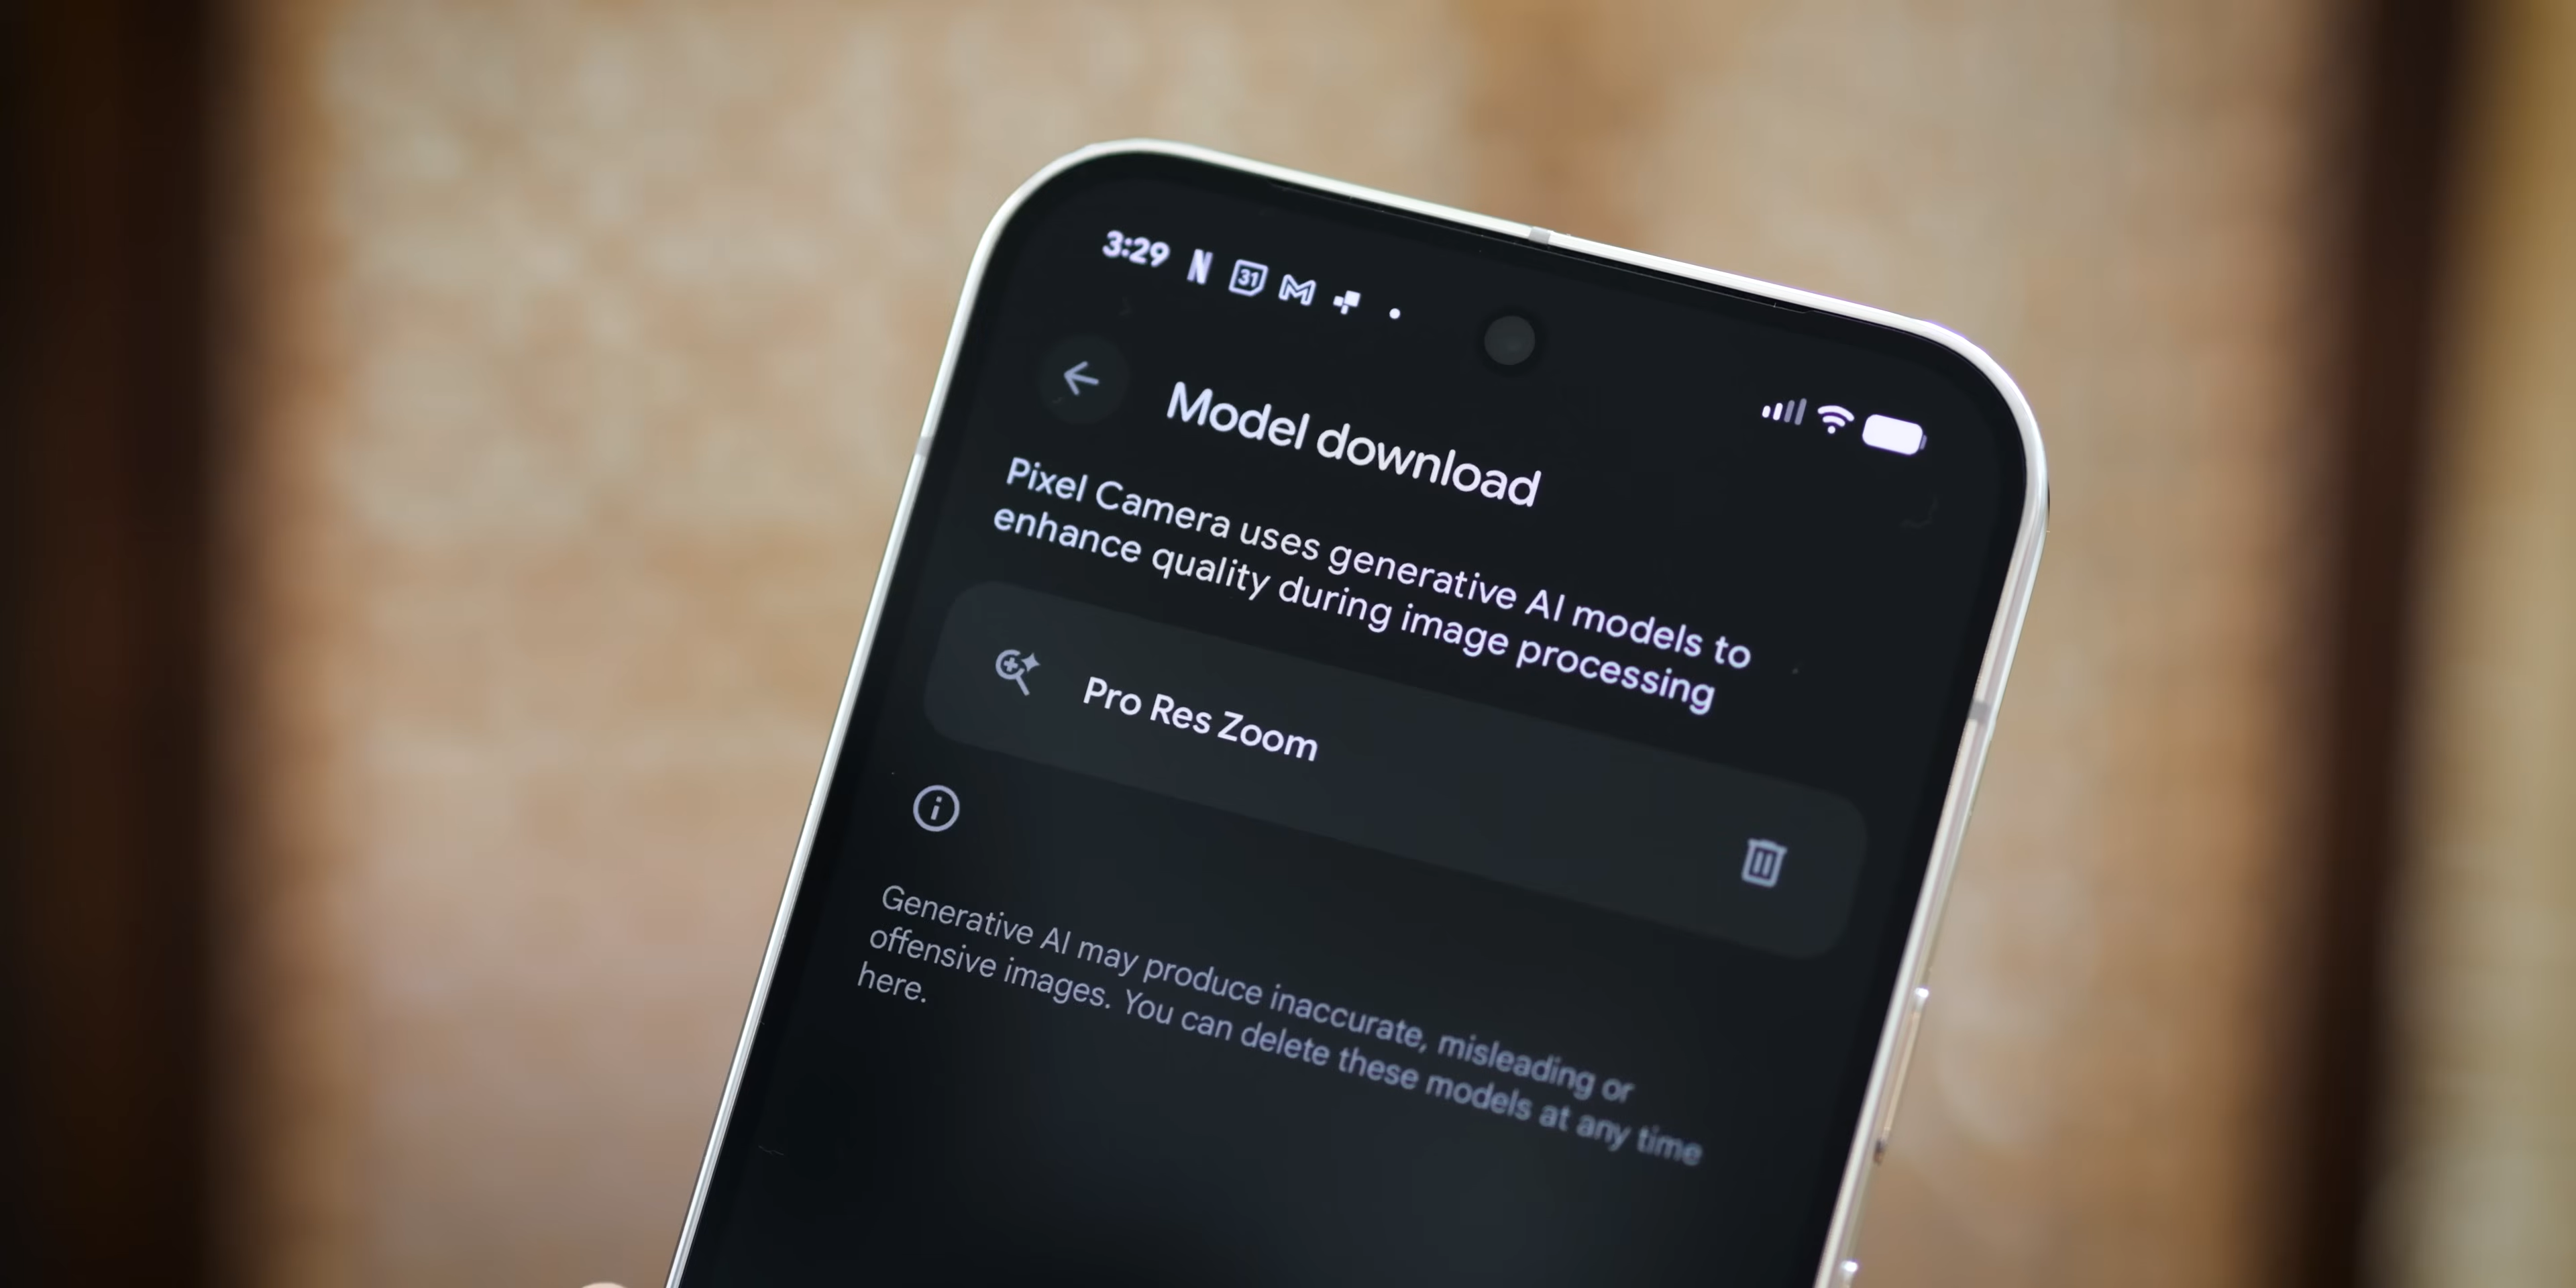 3:29 N 31 M
Model download
Pixel Camera uses generative AI models to
enhance quality during image processing
Pro Res Zoom
Generative AI may produce inaccurate, misleading or
offensive images. You can delete these models at any time
here.